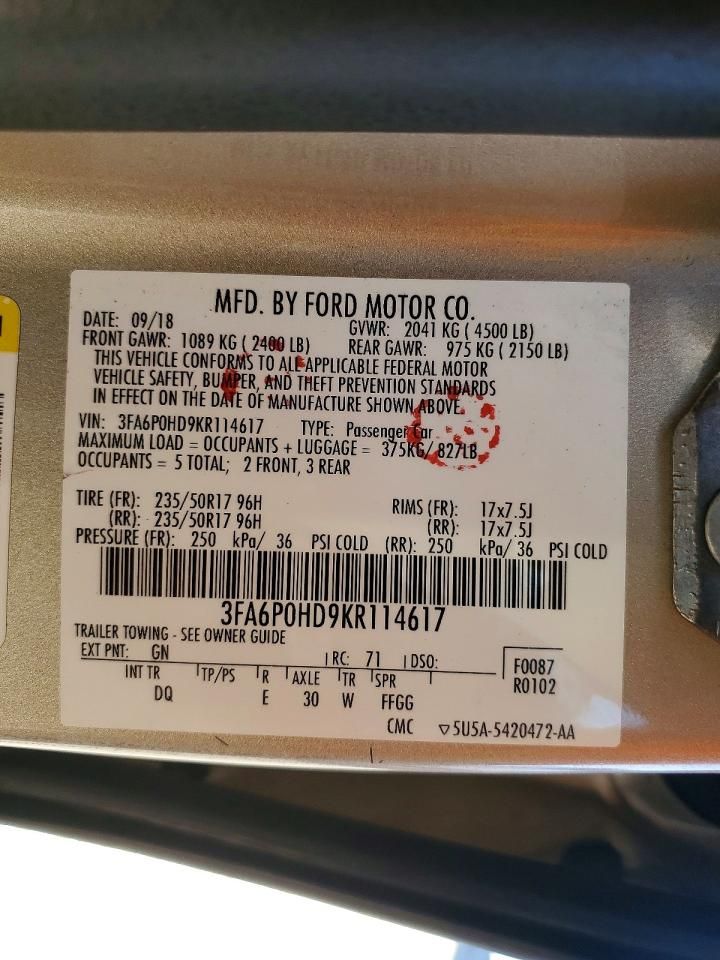 MFD. BY FORD MOTOR CO.
DATE: 09/18 GVWR: 2041 KG ( 4500 LB)
FRONT GAWR: 1089 KG ( 2400 LB) REAR GAWR: 975 KG ( 2150 LB)
THIS VEHICLE CONFORMS TO ALL APPLICABLE FEDERAL MOTOR
VEHICLE SAFETY, BUMPER, AND THEFT PREVENTION STANDARDS
IN EFFECT ON THE DATE OF MANUFACTURE SHOWN ABOVE.
VIN: 3FA6P0HD9KR114617 TYPE: Passenger Car
MAXIMUM LOAD = OCCUPANTS + LUGGAGE = 375KG/ 827LB
OCCUPANTS = 5 TOTAL; 2 FRONT, 3 REAR
TIRE (FR): 235/50R17 96H RIMS (FR): 17x7.5J
(RR): 235/50R17 96H (RR): 17x7.5J
PRESSURE (FR): 250 kPa/ 36 PSI COLD (RR): 250 kPa/ 36 PSI COLD
3FA6P0HD9KR114617
TRAILER TOWING - SEE OWNER GUIDE
EXT PNT: GN RC: 71 DSO: F0087
INT TR TP/PS R AXLE TR SPR R0102
DQ E 30 W FFGG
CMC ▽5U5A-5420472-AA